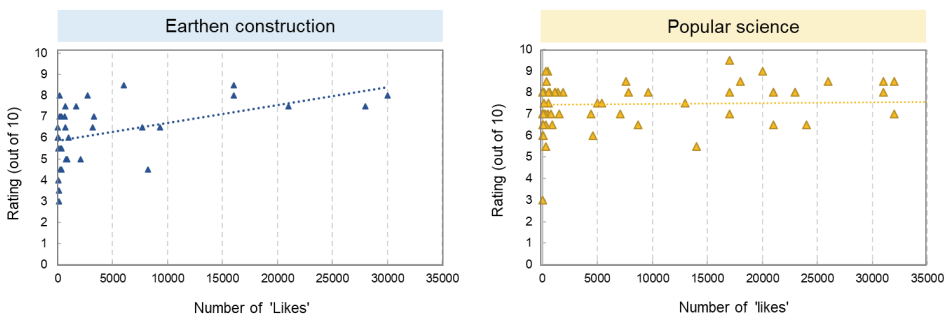 Earthen construction
Rating (out of 10)
10
9
8
7
6
5
4
3
2
1
0
0 5000 10000 15000 20000 25000 30000 35000
Number of 'Likes'
Popular science
Rating (out of 10)
10
9
8
7
6
5
4
3
2
1
0
0 5000 10000 15000 20000 25000 30000 35000
Number of 'likes'